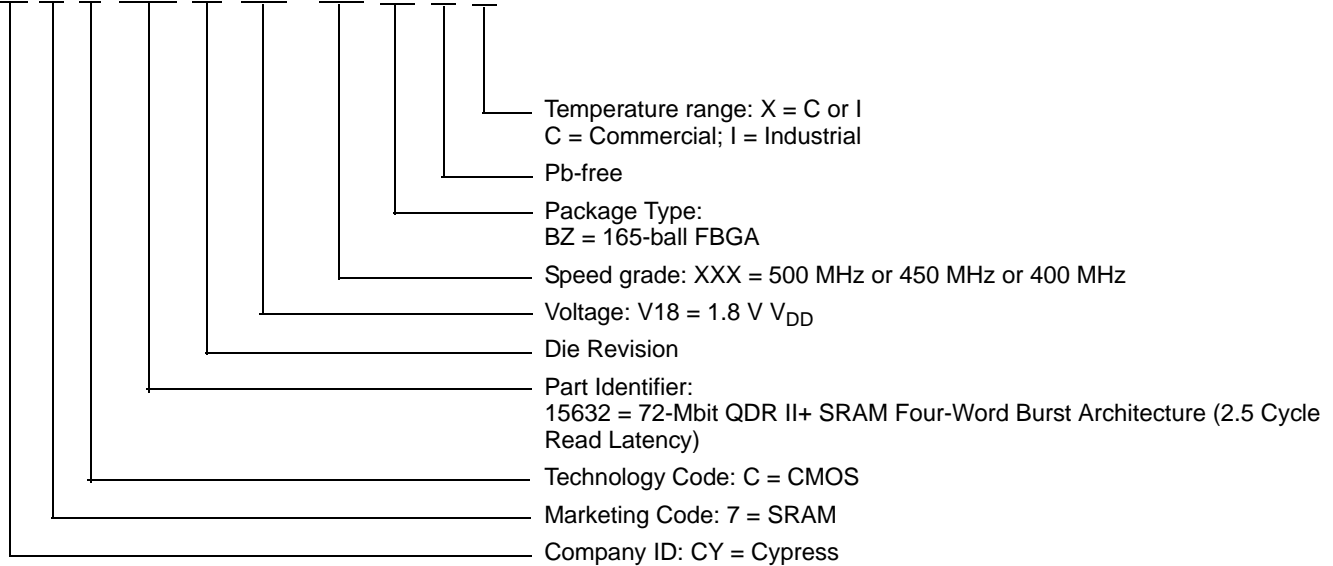 Temperature range: X = C or I
C = Commercial; I = Industrial
Pb-free
Package Type:
BZ = 165-ball FBGA
Speed grade: XXX = 500 MHz or 450 MHz or 400 MHz
Voltage: V18 = 1.8 V VDD
Die Revision
Part Identifier:
15632 = 72-Mbit QDR II+ SRAM Four-Word Burst Architecture (2.5 Cycle
Read Latency)
Technology Code: C = CMOS
Marketing Code: 7 = SRAM
Company ID: CY = Cypress